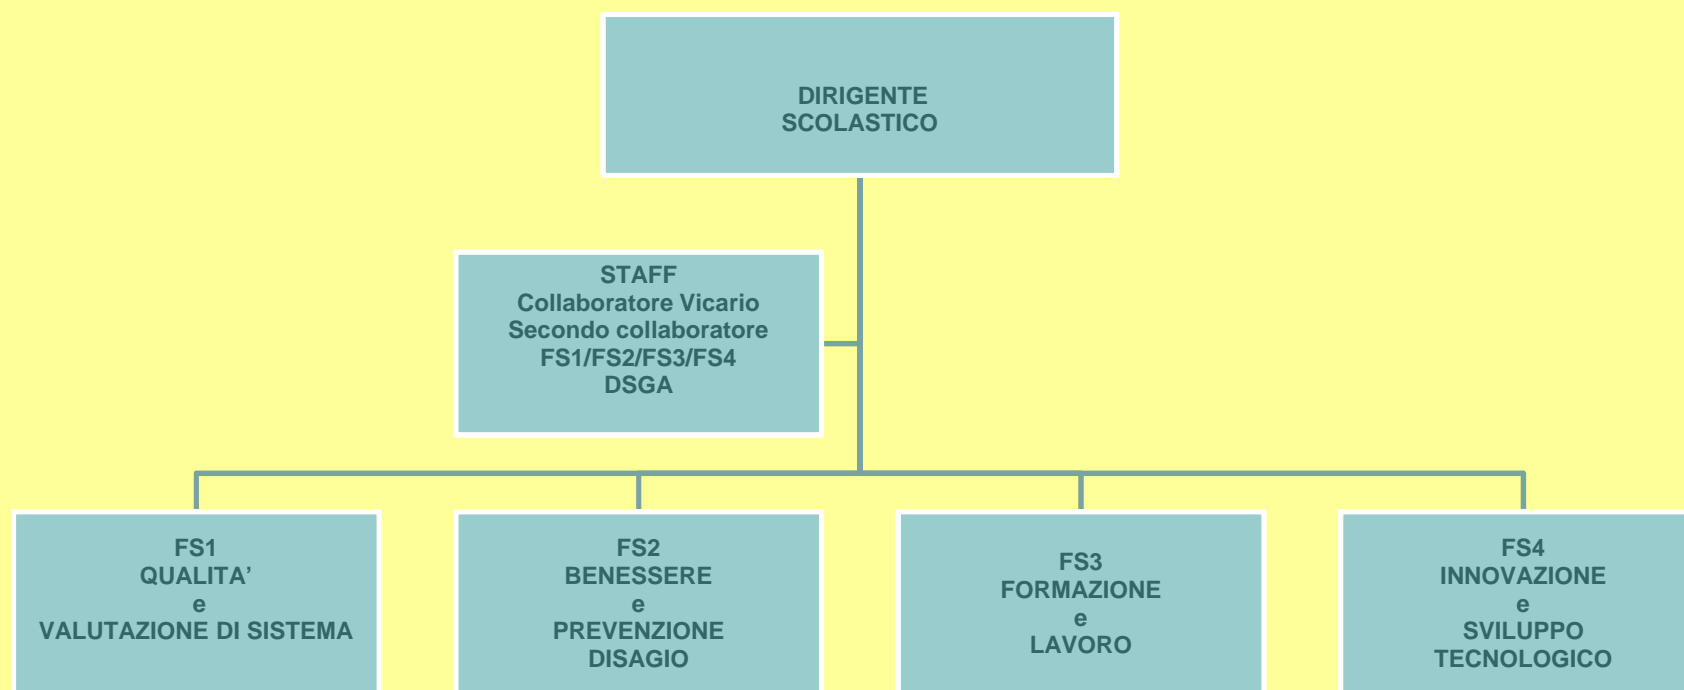 DIRIGENTE
SCOLASTICO
STAFF
Collaboratore Vicario
Secondo collaboratore
FS1/FS2/FS3/FS4
DSGA
FS1
QUALITA’
e
VALUTAZIONE DI SISTEMA
FS2
BENESSERE
e
PREVENZIONE
DISAGIO
FS3
FORMAZIONE
e
LAVORO
FS4
INNOVAZIONE
e
SVILUPPO
TECNOLOGICO